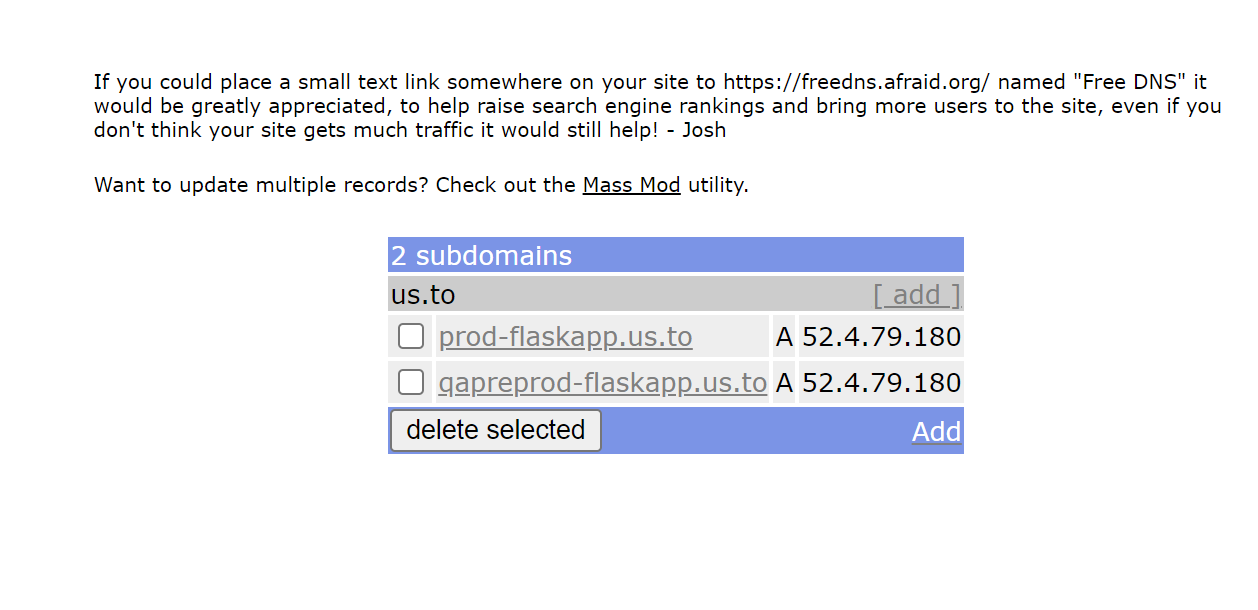 If you could place a small text link somewhere on your site to https://freedns.afraid.org/ named "Free DNS" it
would be greatly appreciated, to help raise search engine rankings and bring more users to the site, even if you
don't think your site gets much traffic it would still help! - Josh
Want to update multiple records? Check out the Mass Mod utility.
2 subdomains
us.to [ add ]
prod-flaskapp.us.to A 52.4.79.180
qapreprod-flaskapp.us.to A 52.4.79.180
delete selected Add